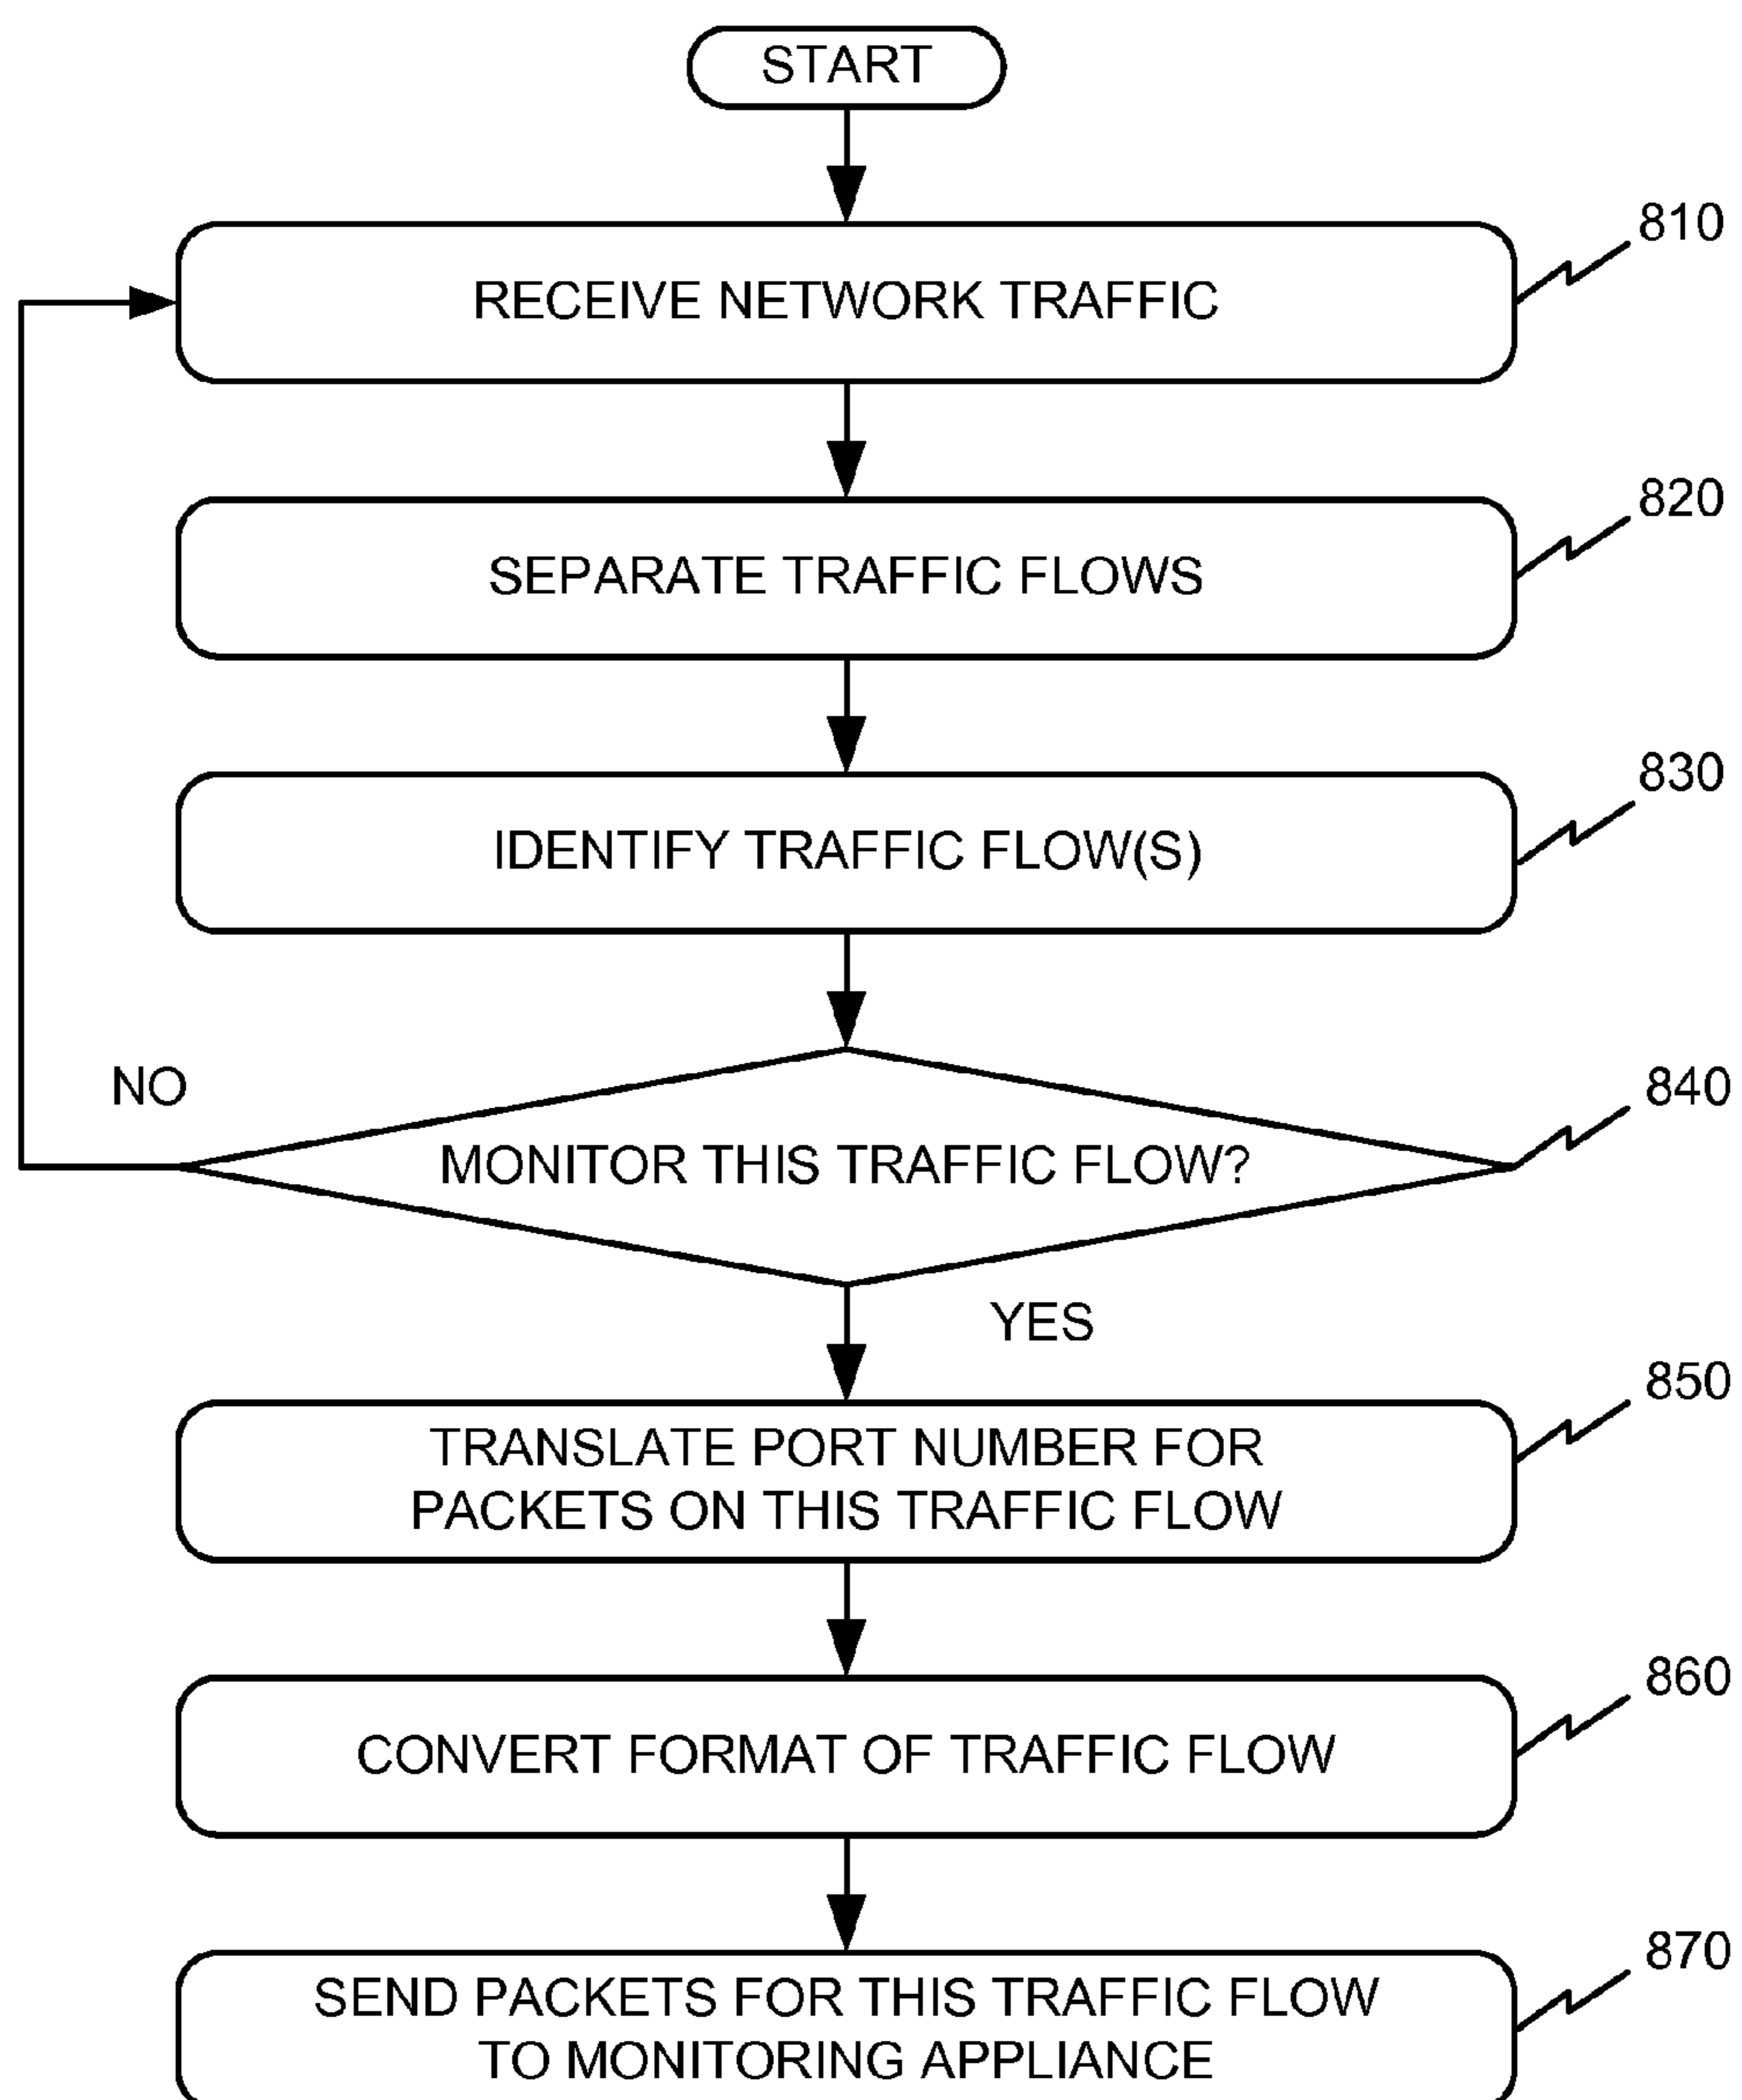 START
810
RECEIVE NETWORK TRAFFIC
820
SEPARATE TRAFFIC FLOWS
830
IDENTIFY TRAFFIC FLOW(S)
NO
840
MONITOR THIS TRAFFIC FLOW?
YES
850
TRANSLATE PORT NUMBER FOR
PACKETS ON THIS TRAFFIC FLOW
860
CONVERT FORMAT OF TRAFFIC FLOW
870
SEND PACKETS FOR THIS TRAFFIC FLOW
TO MONITORING APPLIANCE